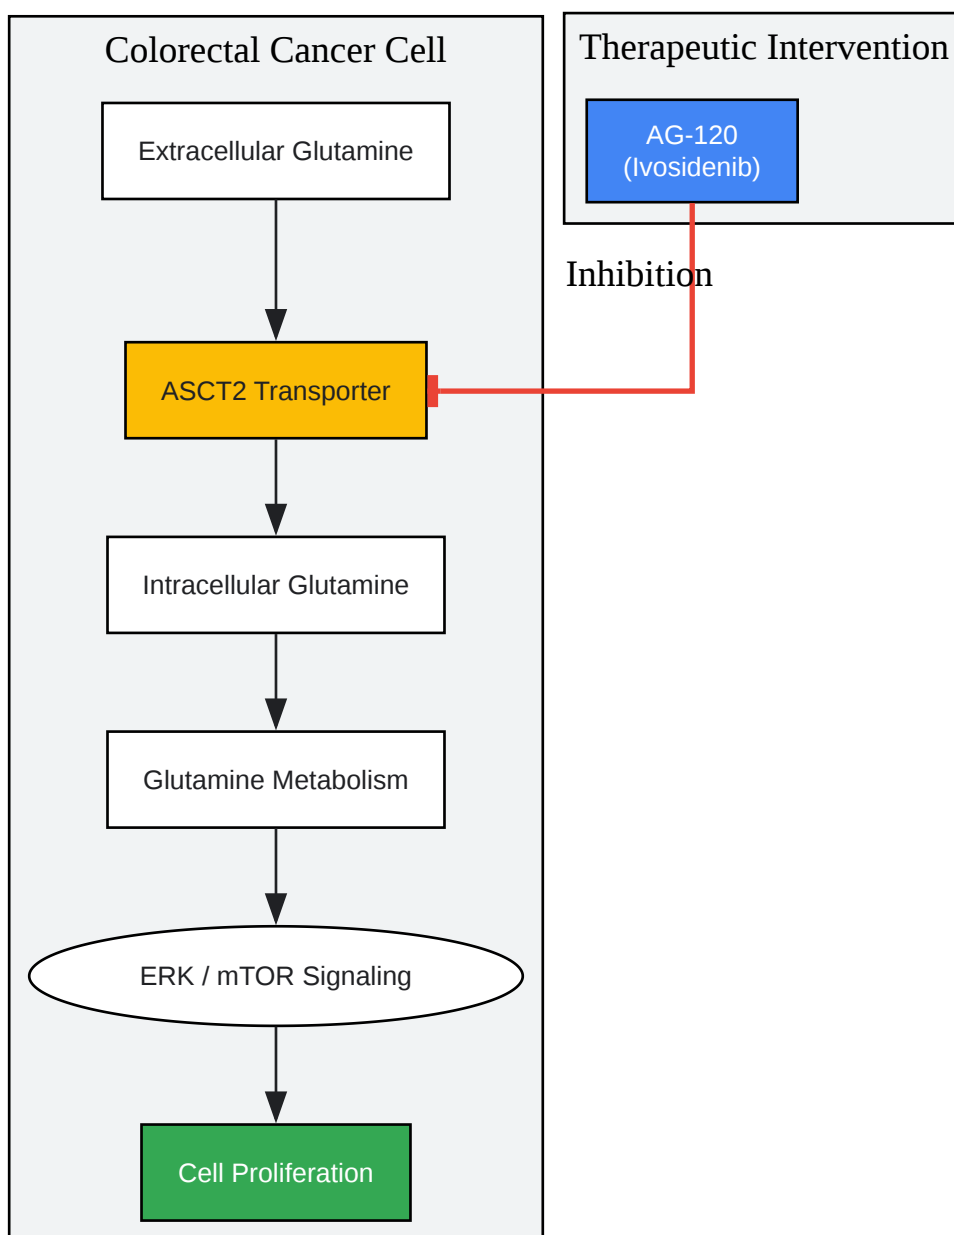 Colorectal Cancer Cell
Extracellular Glutamine
ASCT2 Transporter
Intracellular Glutamine
Glutamine Metabolism
ERK / mTOR Signaling
Cell Proliferation
Therapeutic Intervention
AG-120
(Ivosidenib)
Inhibition